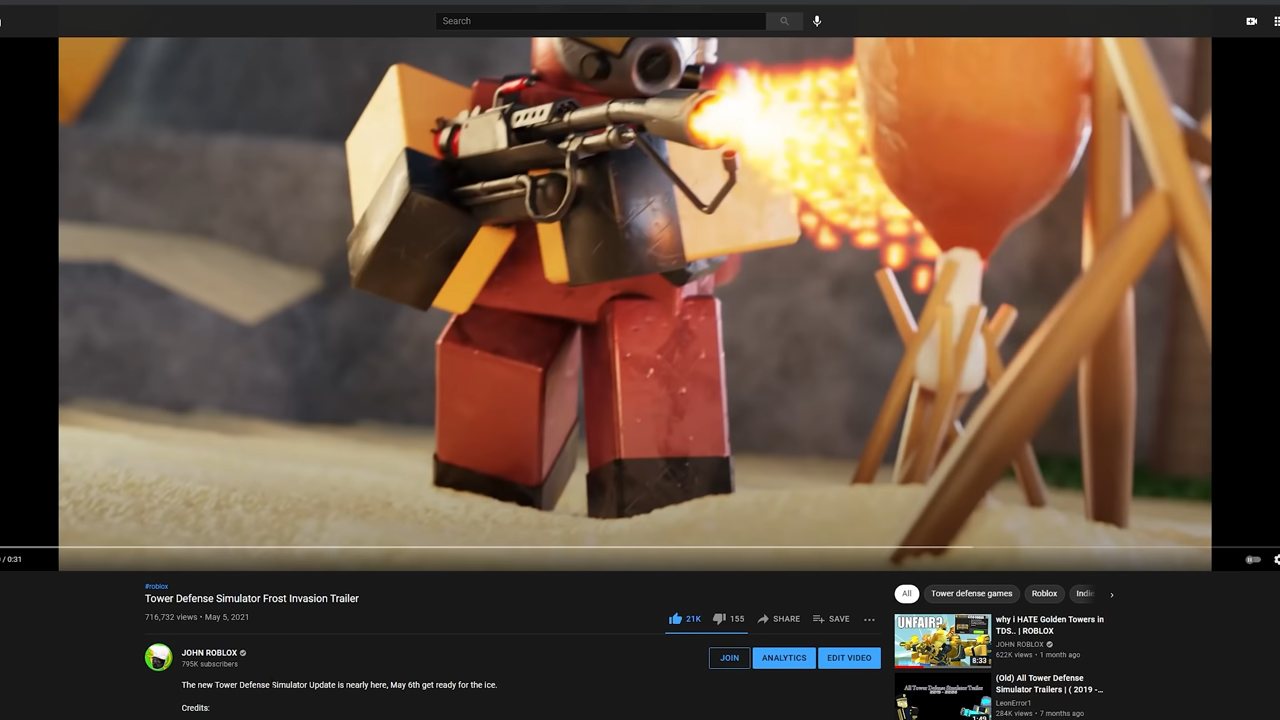 Search
/ 0:31
#roblox
Tower Defense Simulator Frost Invasion Trailer
716,732 views • May 5, 2021
21K
155
SHARE
SAVE
JOHN ROBLOX
795K subscribers
JOIN
ANALYTICS
EDIT VIDEO
The new Tower Defense Simulator Update is nearly here, May 6th get ready for the ice.
Credits:
All
Tower defense games
Roblox
Indie
UNFAIR?
8:33
why i HATE Golden Towers in
TDS.. | ROBLOX
JOHN ROBLOX
622K views • 1 month ago
All Tower Defense Simulator Trailer
1:49
(Old) All Tower Defense
Simulator Trailers | ( 2019 -...
LeonError1
284K views • 7 months ago